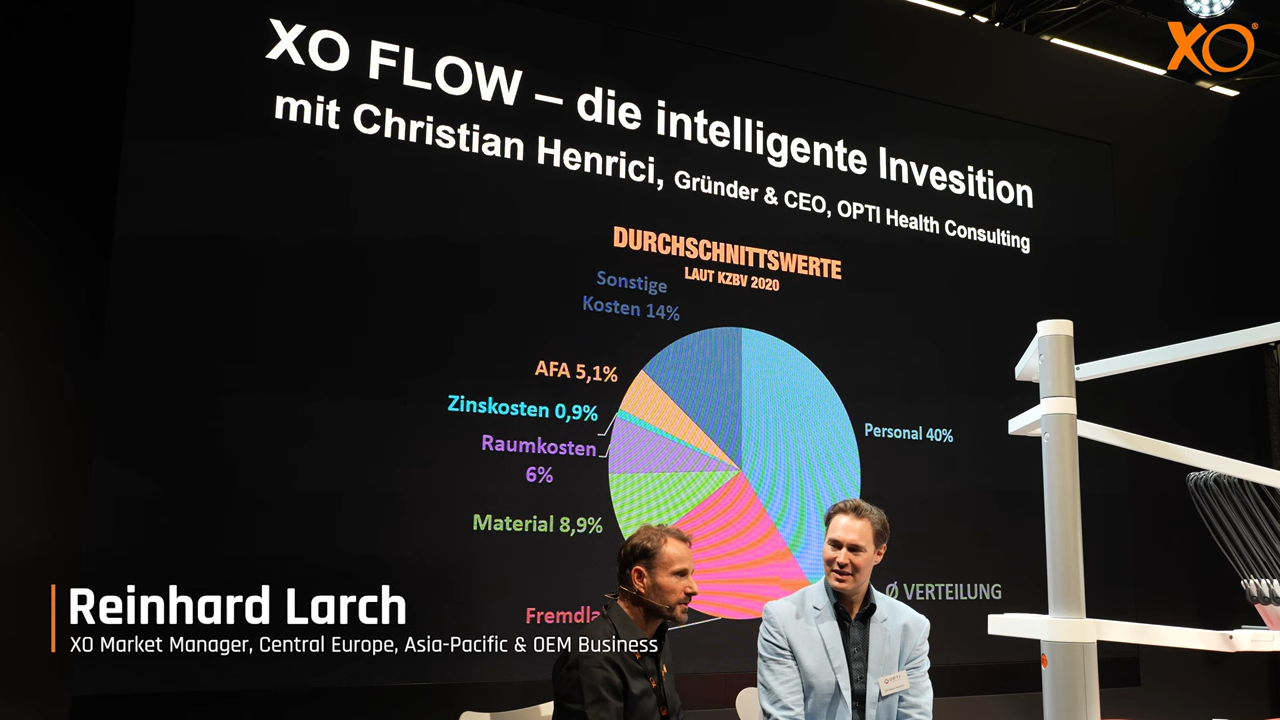 XO
XO FLOW – die intelligente Invesition
mit Christian Henrici, Gründer & CEO, OPTI Health Consulting
DURCHSCHNITTSWERTE
LAUT KZBV 2020
Sonstige
Kosten 14%
AFA 5,1%
Zinskosten 0,9%
Raumkosten
6%
Personal 40%
Material 8,9%
Ø VERTEILUNG
Fremdla
Reinhard Larch
XO Market Manager, Central Europe, Asia-Pacific & OEM Business
OPTI